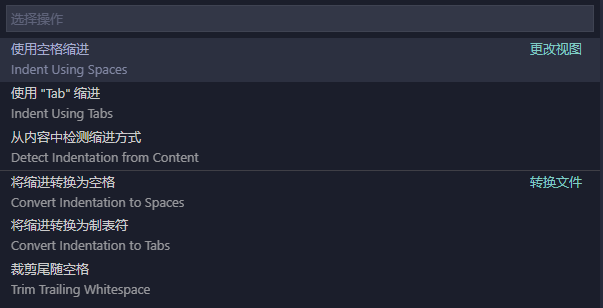 选择操作
使用空格缩进 更改视图
Indent Using Spaces
使用 "Tab" 缩进
Indent Using Tabs
从内容中检测缩进方式
Detect Indentation from Content
将缩进转换为空格 转换文件
Convert Indentation to Spaces
将缩进转换为制表符
Convert Indentation to Tabs
裁剪尾随空格
Trim Trailing Whitespace